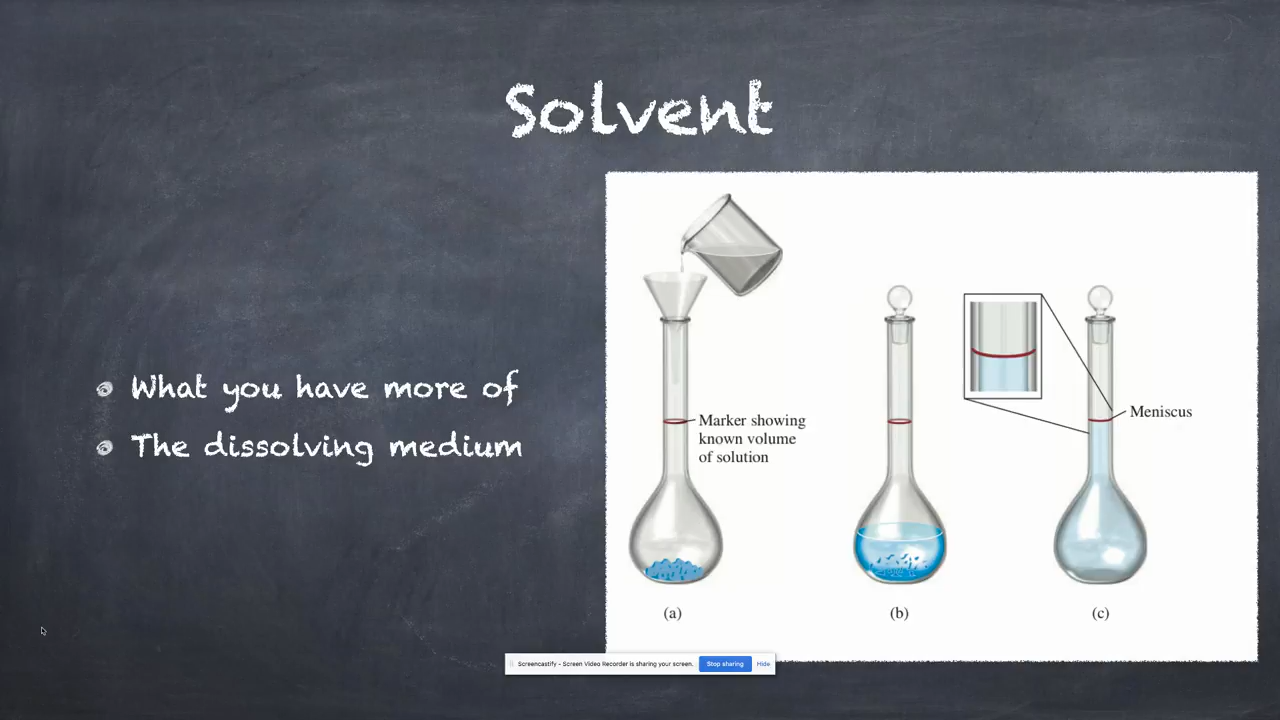 Solvent
What you have more of
The dissolving medium
Marker showing
known volume
of solution
Meniscus
(a)
(b)
(c)
Screencastify - Screen Video Recorder is sharing your screen.
Stop sharing
Hide